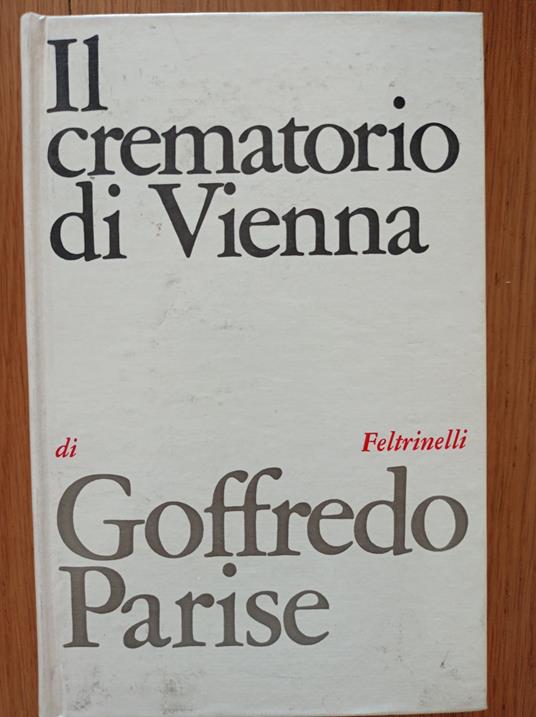 Il
crematorio
di Vienna
di
Feltrinelli
Goffredo
Parise